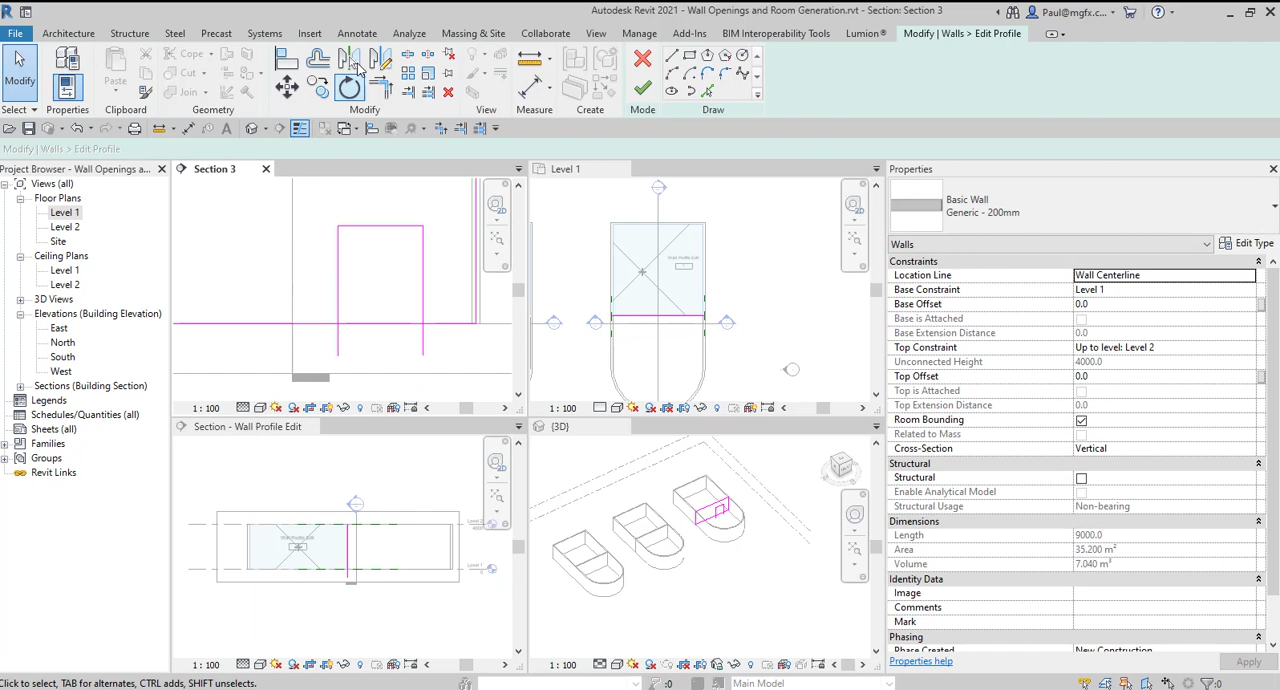 Autodesk Revit 2021 - Wall Openings and Room Generation.rvt - Section: Section 3
Paul@mgfx.c...
File Architecture Structure Steel Precast Systems Insert Annotate Analyze Massing & Site Collaborate View Manage Add-Ins BIM Interoperability Tools Lumion® Modify | Walls > Edit Profile
Modify
Paste
Cope
Cut
Join
Select Properties Clipboard Geometry Modify View Measure Create Mode Draw
Modify | Walls > Edit Profile
Project Browser - Wall Openings a...
Views (all)
Floor Plans
Level 1
Level 2
Site
Ceiling Plans
Level 1
Level 2
3D Views
Elevations (Building Elevation)
East
North
South
West
Sections (Building Section)
Legends
Schedules/Quantities (all)
Sheets (all)
Families
Groups
Revit Links
Section 3
2D
1 : 100
Level 1
2D
1 : 100
Section - Wall Profile Edit
2D
Level 2
Level 1
1 : 100
{3D}
1 : 100
Properties
Basic Wall
Generic - 200mm
Walls Edit Type
Constraints
Location Line Wall Centerline
Base Constraint Level 1
Base Offset 0.0
Base is Attached
Base Extension Distance 0.0
Top Constraint Up to level: Level 2
Unconnected Height 4000.0
Top Offset 0.0
Top is Attached
Top Extension Distance 0.0
Room Bounding
Related to Mass
Cross-Section Vertical
Structural
Structural
Enable Analytical Model
Structural Usage Non-bearing
Dimensions
Length 9000.0
Area 35.200 m²
Volume 7.040 m³
Identity Data
Image
Comments
Mark
Phasing
Phase Created New Construction
Properties help Apply
Click to select, TAB for alternates, CTRL adds, SHIFT unselects.
:0 Main Model :0